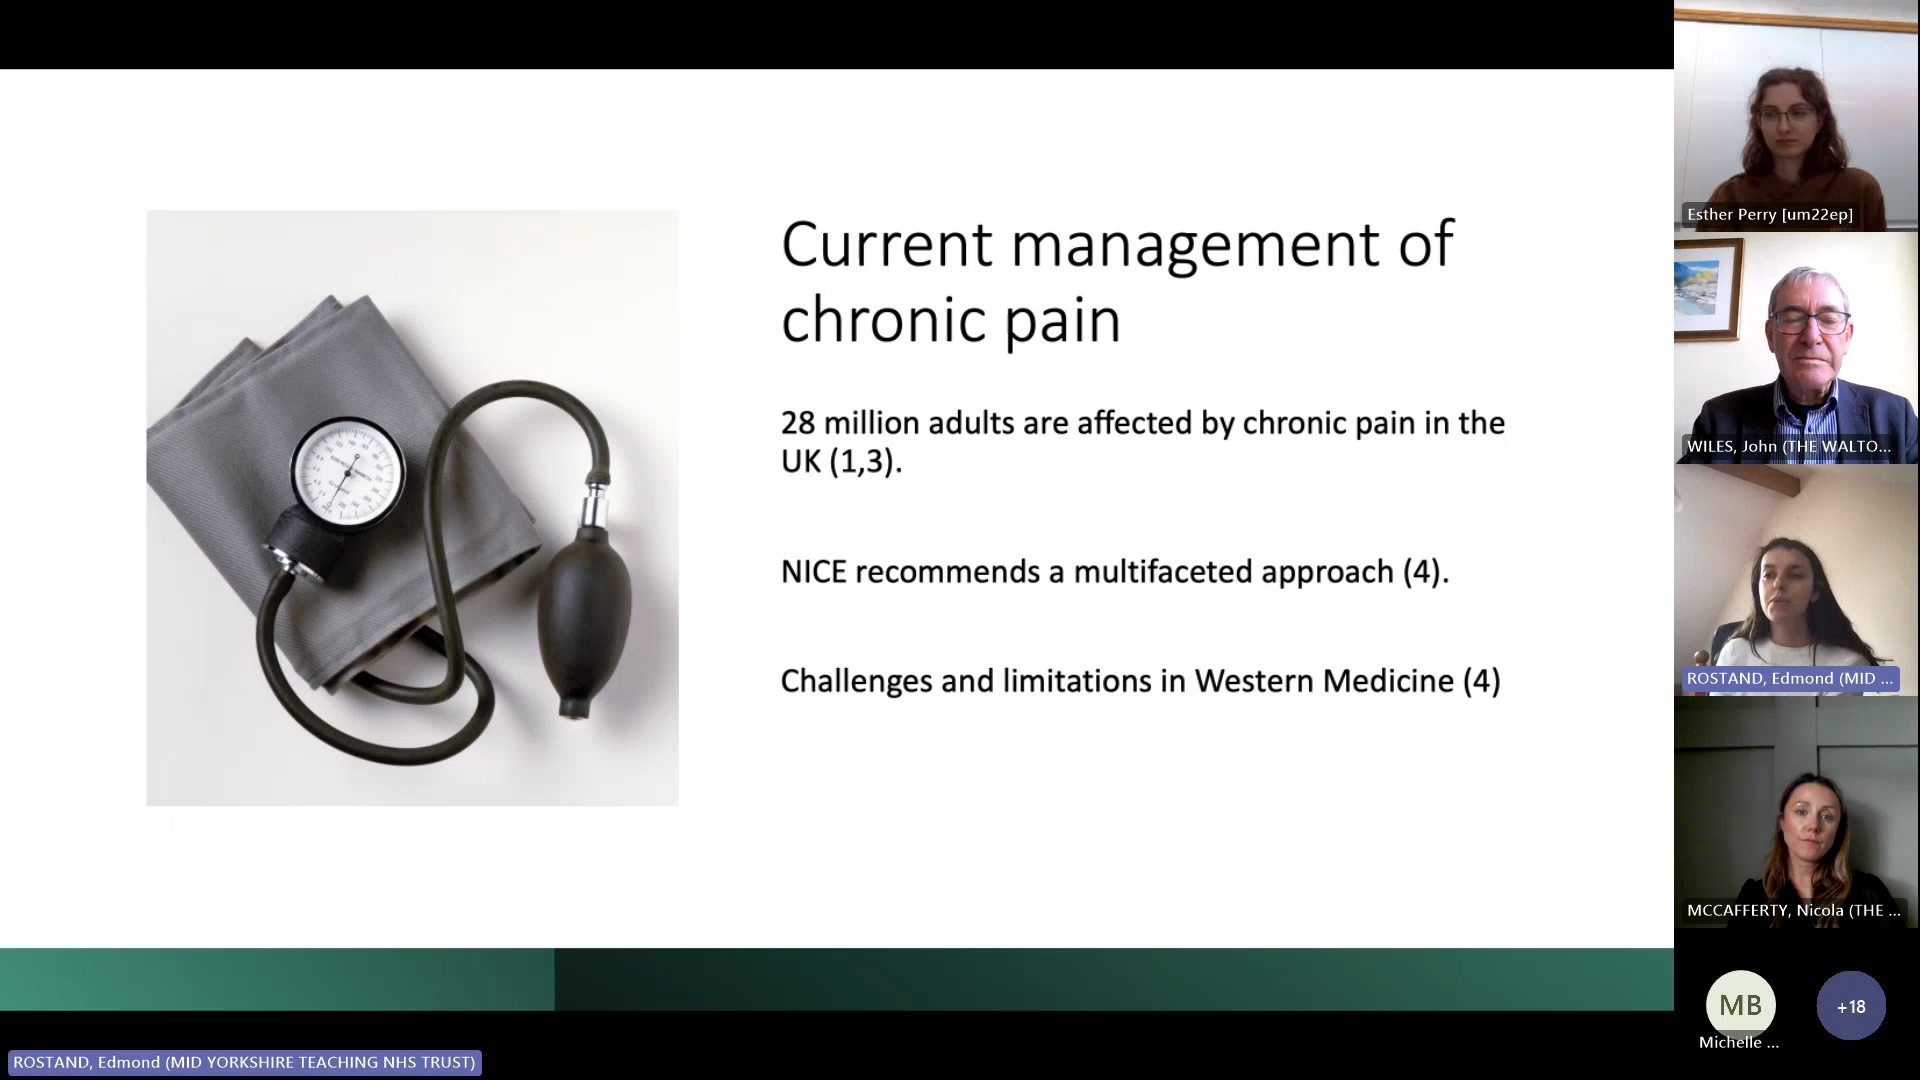 Current management of
chronic pain
28 million adults are affected by chronic pain in the
UK (1,3).
NICE recommends a multifaceted approach (4).
Challenges and limitations in Western Medicine (4)
Esther Perry [um22ep]
WILES, John (THE WALTO...
ROSTAND, Edmond (MID ...
MCCAFFERTY, Nicola (THE ...
MB
+18
Michelle ...
ROSTAND, Edmond (MID YORKSHIRE TEACHING NHS TRUST)